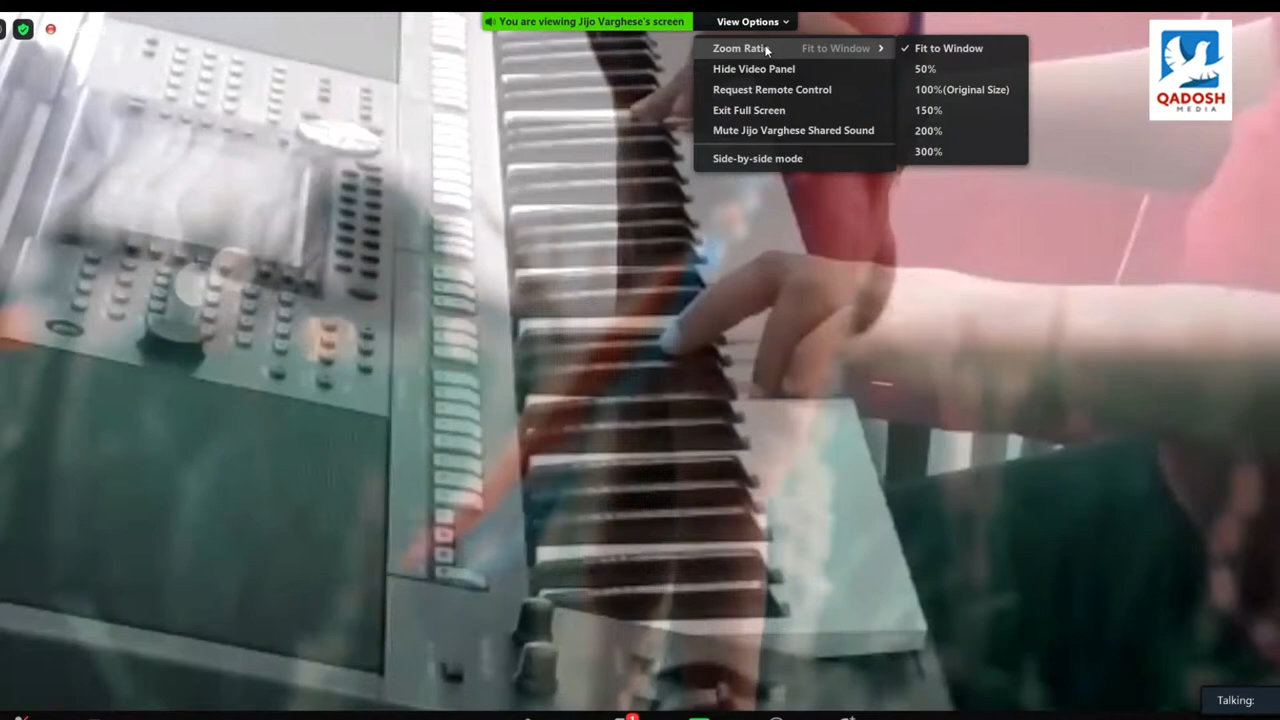 You are viewing Jijo Varghese's screen
View Options
Zoom Ratio
Fit to Window
Hide Video Panel
Request Remote Control
Exit Full Screen
Mute Jijo Varghese Shared Sound
Side-by-side mode
Fit to Window
50%
100%(Original Size)
150%
200%
300%
QADOSH
MEDIA
Talking:
1